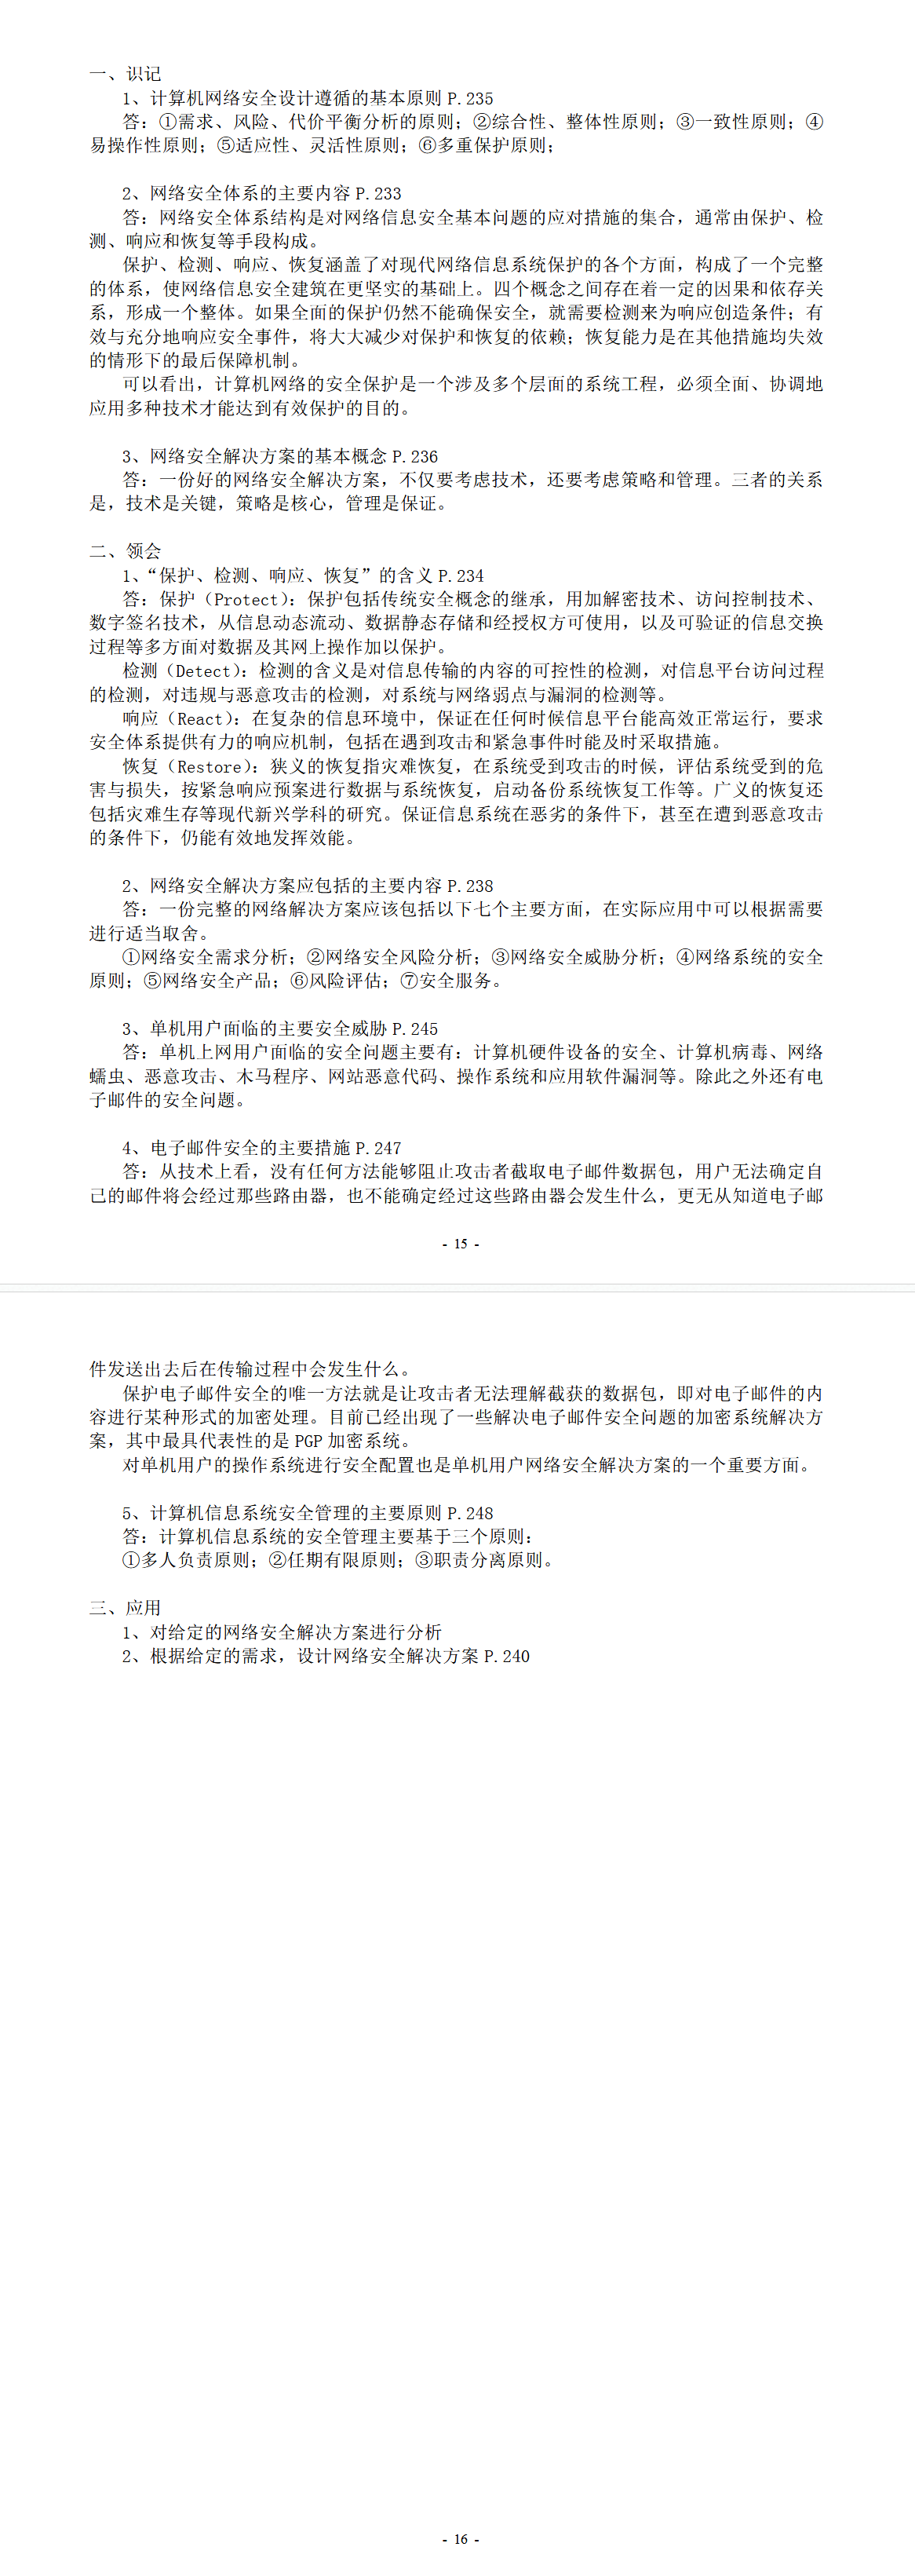 一、识记
1、计算机网络安全设计遵循的基本原则 P.235
答：①需求、风险、代价平衡分析的原则；②综合性、整体性原则；③一致性原则；④
易操作性原则；⑤适应性、灵活性原则；⑥多重保护原则；
2、网络安全体系的主要内容 P.233
答：网络安全体系结构是对网络信息安全基本问题的应对措施的集合，通常由保护、检
测、响应和恢复等手段构成。
保护、检测、响应、恢复涵盖了对现代网络信息系统保护的各个方面，构成了一个完整
的体系，使网络信息安全建筑在更坚实的基础上。四个概念之间存在着一定的因果和依存关
系，形成一个整体。如果全面的保护仍然不能确保安全，就需要检测来为响应创造条件；有
效与充分地响应安全事件，将大大减少对保护和恢复的依赖；恢复能力是在其他措施均失效
的情形下的最后保障机制。
可以看出，计算机网络的安全保护是一个涉及多个层面的系统工程，必须全面、协调地
应用多种技术才能达到有效保护的目的。
3、网络安全解决方案的基本概念 P.236
答：一份好的网络安全解决方案，不仅要考虑技术，还要考虑策略和管理。三者的关系
是，技术是关键，策略是核心，管理是保证。
二、领会
1、“保护、检测、响应、恢复”的含义 P.234
答：保护（Protect）：保护包括传统安全概念的继承，用加解密技术、访问控制技术、
数字签名技术，从信息动态流动、数据静态存储和经授权方可使用，以及可验证的信息交换
过程等多方面对数据及其网上操作加以保护。
检测（Detect）：检测的含义是对信息传输的内容的可控性的检测，对信息平台访问过程
的检测，对违规与恶意攻击的检测，对系统与网络弱点与漏洞的检测等。
响应（React）：在复杂的信息环境中，保证在任何时候信息平台能高效正常运行，要求
安全体系提供有力的响应机制，包括在遇到攻击和紧急事件时能及时采取措施。
恢复（Restore）：狭义的恢复指灾难恢复，在系统受到攻击的时候，评估系统受到的危
害与损失，按紧急响应预案进行数据与系统恢复，启动备份系统恢复工作等。广义的恢复还
包括灾难生存等现代新兴学科的研究。保证信息系统在恶劣的条件下，甚至在遭到恶意攻击
的条件下，仍能有效地发挥效能。
2、网络安全解决方案应包括的主要内容 P.238
答：一份完整的网络解决方案应该包括以下七个主要方面，在实际应用中可以根据需要
进行适当取舍。
①网络安全需求分析；②网络安全风险分析；③网络安全威胁分析；④网络系统的安全
原则；⑤网络安全产品；⑥风险评估；⑦安全服务。
3、单机用户面临的主要安全威胁 P.245
答：单机上网用户面临的安全问题主要有：计算机硬件设备的安全、计算机病毒、网络
蠕虫、恶意攻击、木马程序、网站恶意代码、操作系统和应用软件漏洞等。除此之外还有电
子邮件的安全问题。
4、电子邮件安全的主要措施 P.247
答：从技术上看，没有任何方法能够阻止攻击者截取电子邮件数据包，用户无法确定自
己的邮件将会经过那些路由器，也不能确定经过这些路由器会发生什么，更无从知道电子邮
- 15 -
件发送出去后在传输过程中会发生什么。
保护电子邮件安全的唯一方法就是让攻击者无法理解截获的数据包，即对电子邮件的内
容进行某种形式的加密处理。目前已经出现了一些解决电子邮件安全问题的加密系统解决方
案，其中最具代表性的是 PGP 加密系统。
对单机用户的操作系统进行安全配置也是单机用户网络安全解决方案的一个重要方面。
5、计算机信息系统安全管理的主要原则 P.248
答：计算机信息系统的安全管理主要基于三个原则：
①多人负责原则；②任期有限原则；③职责分离原则。
三、应用
1、对给定的网络安全解决方案进行分析
2、根据给定的需求，设计网络安全解决方案 P.240
- 16 -